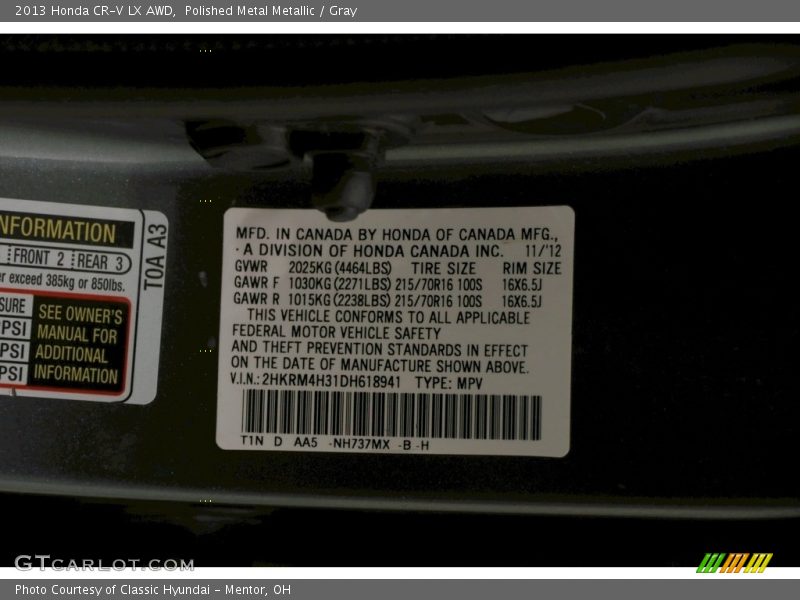 2013 Honda CR-V LX AWD, Polished Metal Metallic / Gray
NFORMATION
FRONT 2 REAR 3
er exceed 385kg or 850lbs.
SURE
PSI
PSI
PSI
SEE OWNER'S
MANUAL FOR
ADDITIONAL
INFORMATION
T0A A3
MFD. IN CANADA BY HONDA OF CANADA MFG.,
A DIVISION OF HONDA CANADA INC. 11/'12
GVWR 2025KG (4464LBS) TIRE SIZE RIM SIZE
GAWR F 1030KG (2271LBS) 215/70R16 100S 16X6.5J
GAWR R 1015KG (2238LBS) 215/70R16 100S 16X6.5J
THIS VEHICLE CONFORMS TO ALL APPLICABLE
FEDERAL MOTOR VEHICLE SAFETY
AND THEFT PREVENTION STANDARDS IN EFFECT
ON THE DATE OF MANUFACTURE SHOWN ABOVE.
V.I.N.: 2HKRM4H31DH618941 TYPE: MPV
T1N D AA5 -NH737MX -B -H
GTCARLOT.COM
Photo Courtesy of Classic Hyundai - Mentor, OH